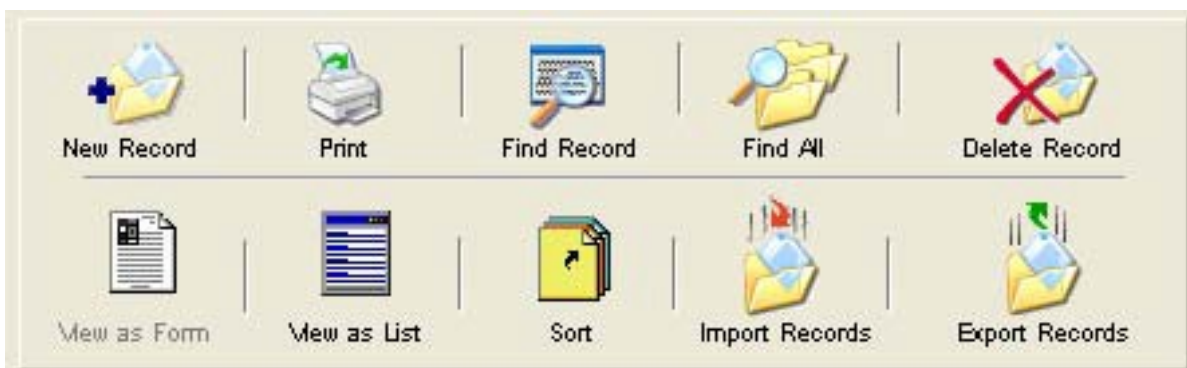 New Record Print Find Record Find All Delete Record
View as Form View as List Sort Import Records Export Records